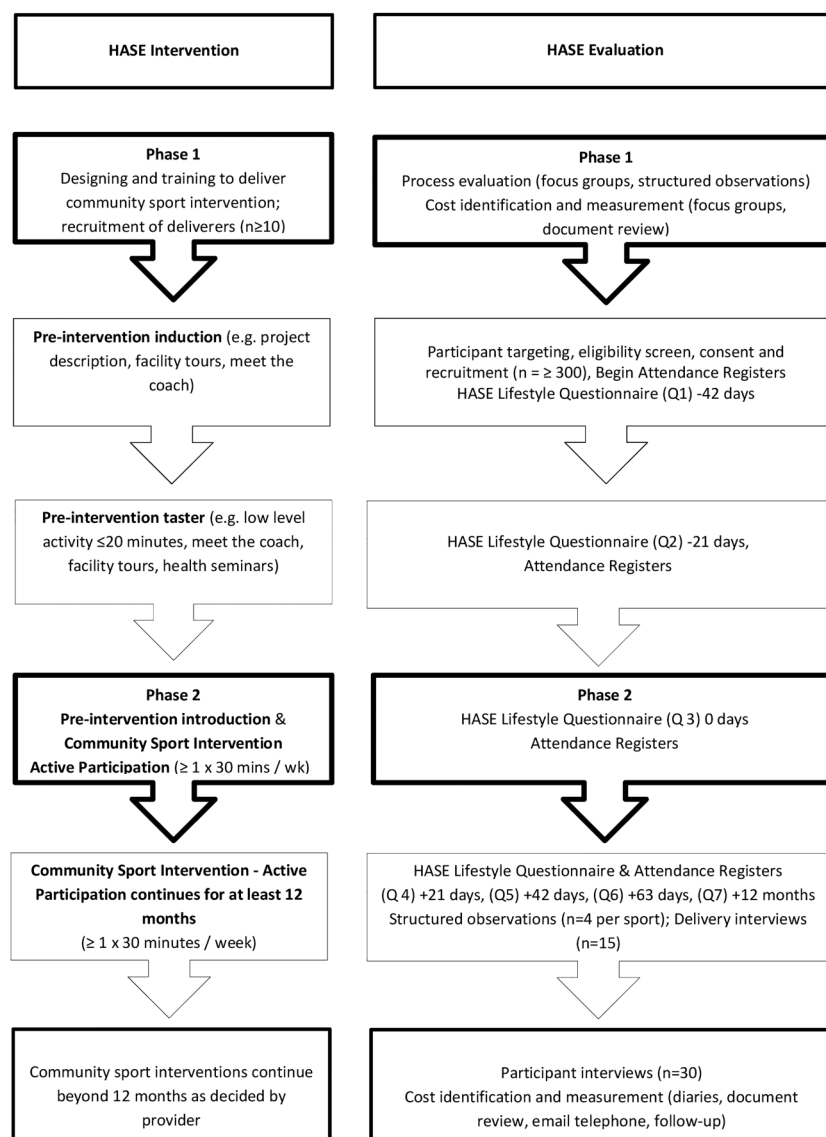 HASE Intervention
HASE Evaluation
Phase 1
Designing and training to deliver
community sport intervention;
recruitment of deliverers (n≥10)
Phase 1
Process evaluation (focus groups, structured observations)
Cost identification and measurement (focus groups,
document review)
Pre-intervention induction (e.g. project
description, facility tours, meet the
coach)
Participant targeting, eligibility screen, consent and
recruitment (n = ≥ 300), Begin Attendance Registers
HASE Lifestyle Questionnaire (Q1) -42 days
Pre-intervention taster (e.g. low level
activity ≤20 minutes, meet the coach,
facility tours, health seminars)
HASE Lifestyle Questionnaire (Q2) -21 days,
Attendance Registers
Phase 2
Pre-intervention introduction &
Community Sport Intervention
Active Participation (≥ 1 x 30 mins / wk)
Phase 2
HASE Lifestyle Questionnaire (Q 3) 0 days
Attendance Registers
Community Sport Intervention - Active
Participation continues for at least 12
months
(≥ 1 x 30 minutes / week)
HASE Lifestyle Questionnaire & Attendance Registers
(Q 4) +21 days, (Q5) +42 days, (Q6) +63 days, (Q7) +12 months
Structured observations (n=4 per sport); Delivery interviews
(n=15)
Community sport interventions continue
beyond 12 months as decided by
provider
Participant interviews (n=30)
Cost identification and measurement (diaries, document
review, email telephone, follow-up)